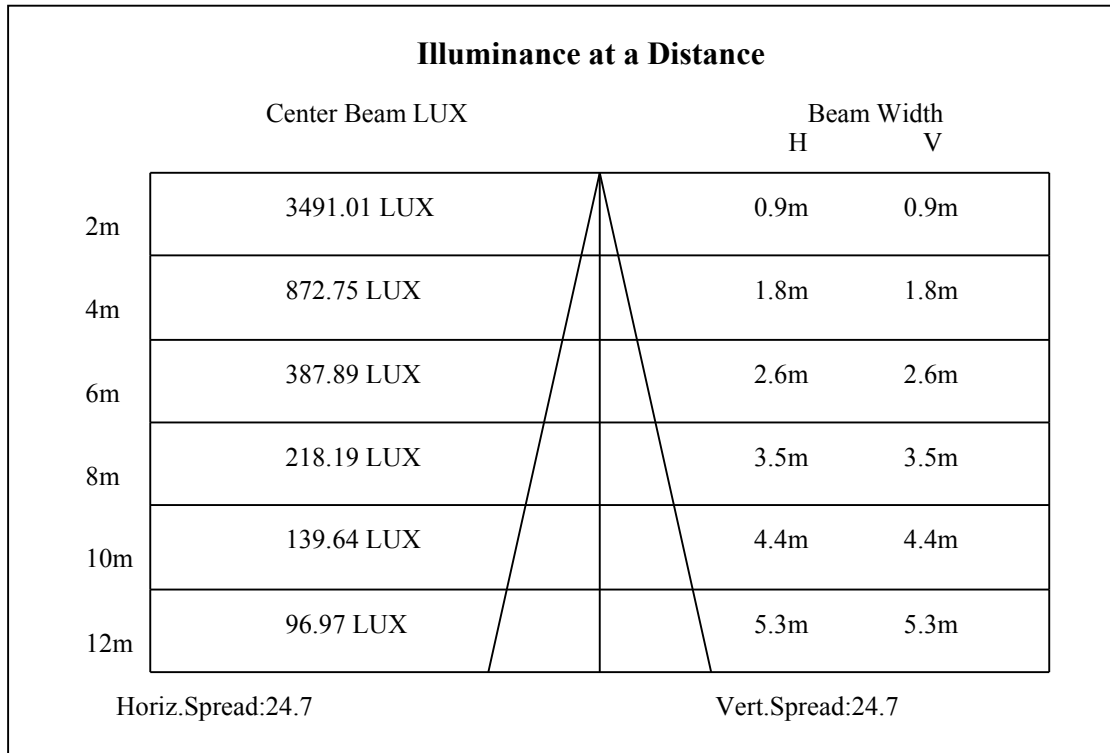 Illuminance at a Distance
Center Beam LUX Beam Width
H V
2m 3491.01 LUX 0.9m 0.9m
4m 872.75 LUX 1.8m 1.8m
6m 387.89 LUX 2.6m 2.6m
8m 218.19 LUX 3.5m 3.5m
10m 139.64 LUX 4.4m 4.4m
12m 96.97 LUX 5.3m 5.3m
Horiz.Spread:24.7 Vert.Spread:24.7